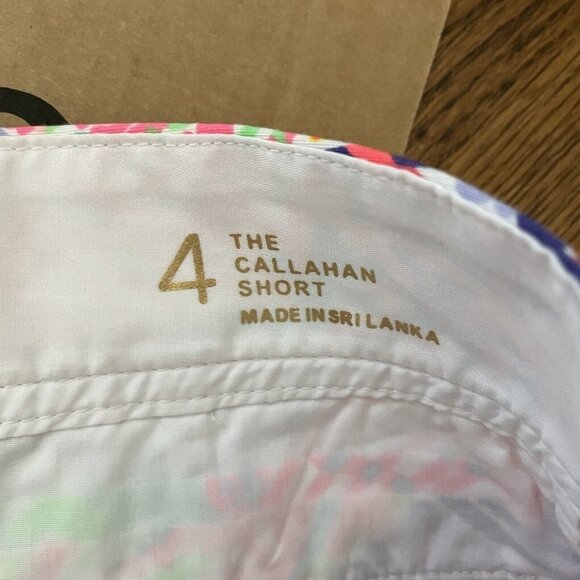 4
THE
CALLAHAN
SHORT
MADE IN SRI LANKA